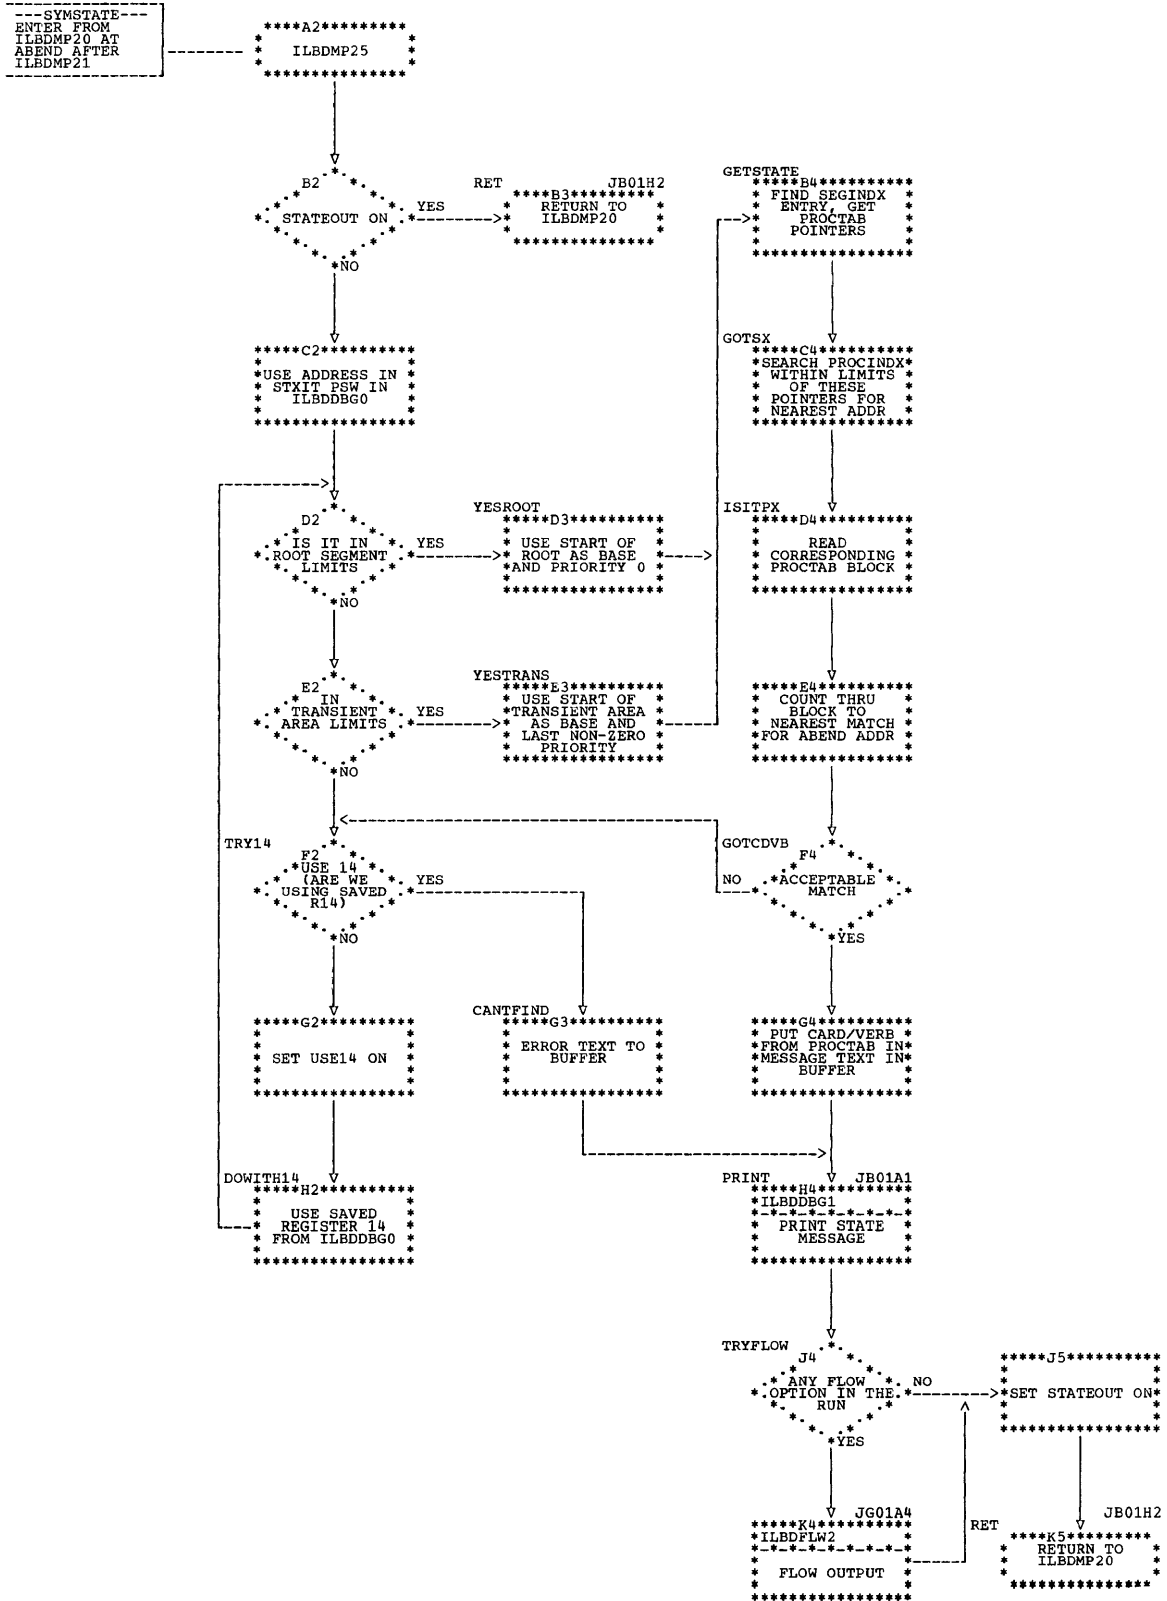 ---SYMSTATE---
ENTER FROM
ILBDMP20 AT
ABEND AFTER
ILBDMP21
A2
ILBDMP25
B2
STATEOUT ON
YES
NO
RET
JB01H2
B3
RETURN TO
ILBDMP20
C2
USE ADDRESS IN
STXIT PSW IN
ILBDDBG0
D2
IS IT IN
ROOT SEGMENT
LIMITS
YES
NO
YESROOT
D3
USE START OF
ROOT AS BASE
AND PRIORITY 0
E2
IN
TRANSIENT
AREA LIMITS
YES
NO
YESTRANS
E3
USE START OF
TRANSIENT AREA
AS BASE AND
LAST NON-ZERO
PRIORITY
TRY14
F2
USE 14
(ARE WE
USING SAVED
R14)
YES
NO
G2
SET USE14 ON
CANTFIND
G3
ERROR TEXT TO
BUFFER
DOWITH14
H2
USE SAVED
REGISTER 14
FROM ILBDDBG0
GETSTATE
B4
FIND SEGINDX
ENTRY, GET
PROCTAB
POINTERS
GOTSX
C4
SEARCH PROCINDX
WITHIN LIMITS
OF THESE
POINTERS FOR
NEAREST ADDR
ISITPX
D4
READ
CORRESPONDING
PROCTAB BLOCK
E4
COUNT THRU
BLOCK TO
NEAREST MATCH
FOR ABEND ADDR
GOTCDVB
F4
ACCEPTABLE
MATCH
NO
YES
G4
PUT CARD/VERB
FROM PROCTAB IN
MESSAGE TEXT IN
BUFFER
PRINT
JB01A1
H4
ILBDDBG1
PRINT STATE
MESSAGE
TRYFLOW
J4
ANY FLOW
OPTION IN THE
RUN
NO
YES
J5
SET STATEOUT ON
JG01A4
K4
ILBDFLW2
FLOW OUTPUT
RET
JB01H2
K5
RETURN TO
ILBDMP20